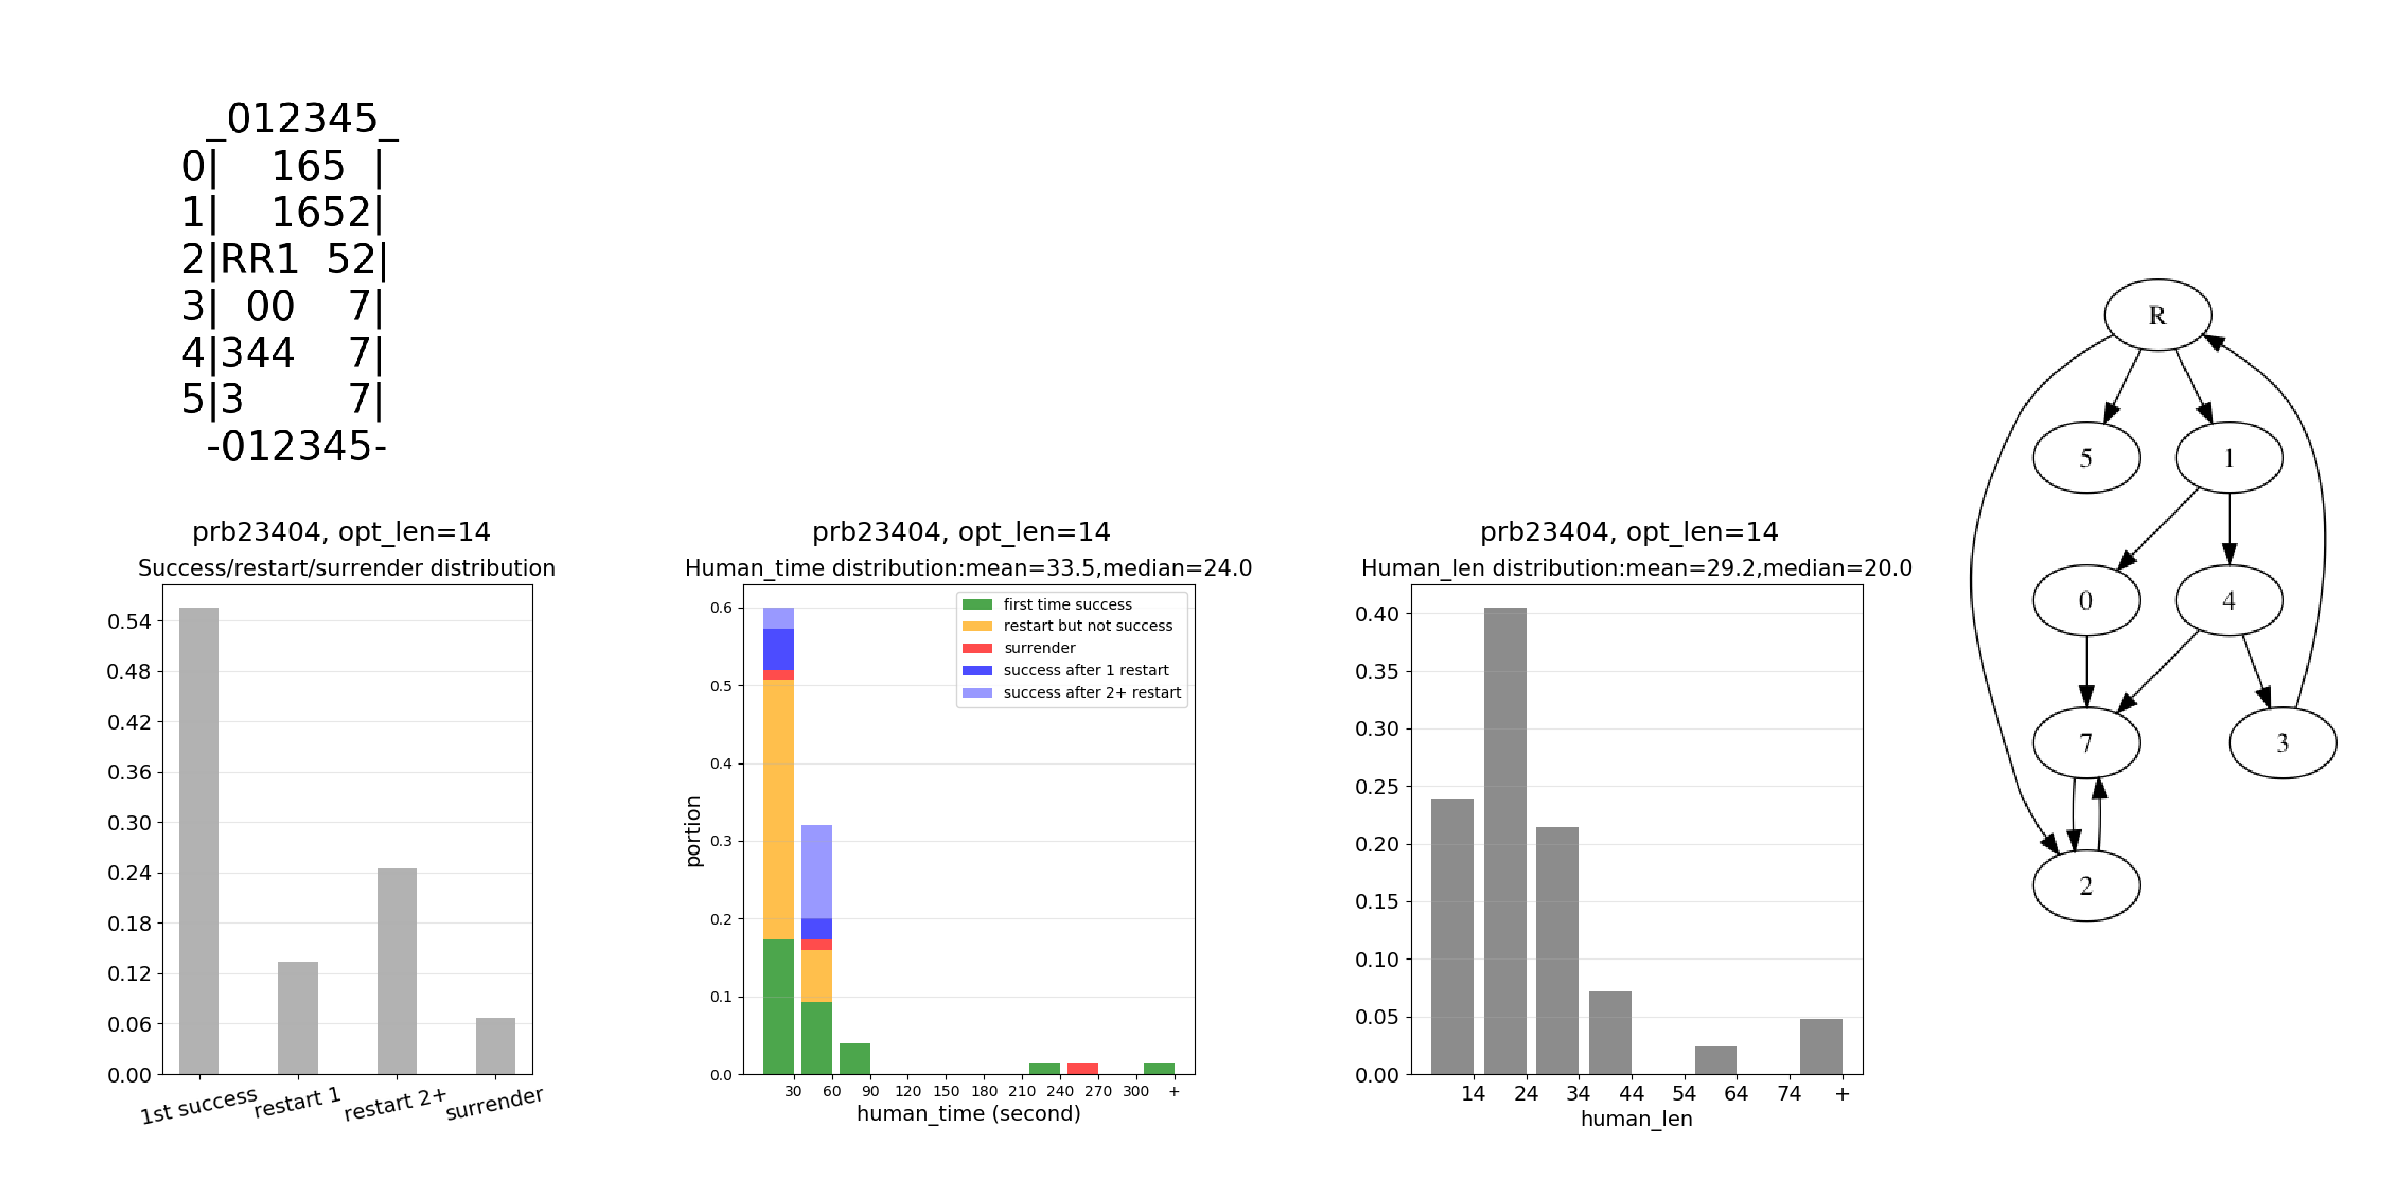 _012345_
0|  165 |
1|  1652|
2|RR1 52|
3| 00  7|
4|344  7|
5|3    7|
-012345-
prb23404, opt_len=14
Success/restart/surrender distribution
0.54
0.48
0.42
0.36
0.30
0.24
0.18
0.12
0.06
0.00
1st success
restart 1
restart 2+
surrender
prb23404, opt_len=14
Human_time distribution:mean=33.5,median=24.0
first time success
restart but not success
surrender
success after 1 restart
success after 2+ restart
0.6
0.5
0.4
0.3
0.2
0.1
0.0
portion
30 60 90 120 150 180 210 240 270 300 +
human_time (second)
prb23404, opt_len=14
Human_len distribution:mean=29.2,median=20.0
0.40
0.35
0.30
0.25
0.20
0.15
0.10
0.05
0.00
14 24 34 44 54 64 74 +
human_len
R
5 1
0 4
7 3
2